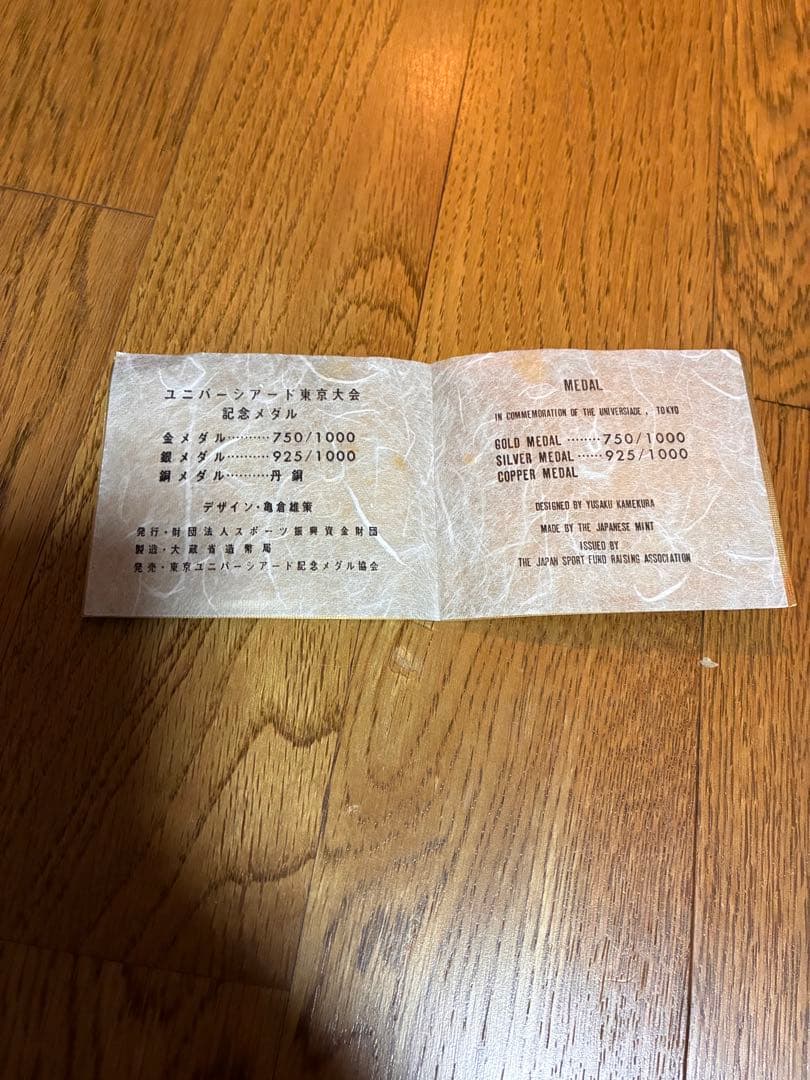 ユニバーシアード東京大会
記念メダル
金メダル‥‥‥‥‥750/1000
銀メダル‥‥‥‥‥925/1000
銅メダル‥‥‥‥‥丹銅
デザイン・亀倉雄策
発行・財団法人スポーツ振興資金財団
製造・大蔵省造幣局
発売・東京ユニバーシアード記念メダル協会
MEDAL
IN COMMEMORATION OF THE UNIVERSIADE, TOKYO
GOLD MEDAL ········750/1000
SILVER MEDAL ······925/1000
COPPER MEDAL
DESIGNED BY YUSAKU KAMEKURA
MADE BY THE JAPANESE MINT
ISSUED BY
THE JAPAN SPORT FUND RAISING ASSOCIATION